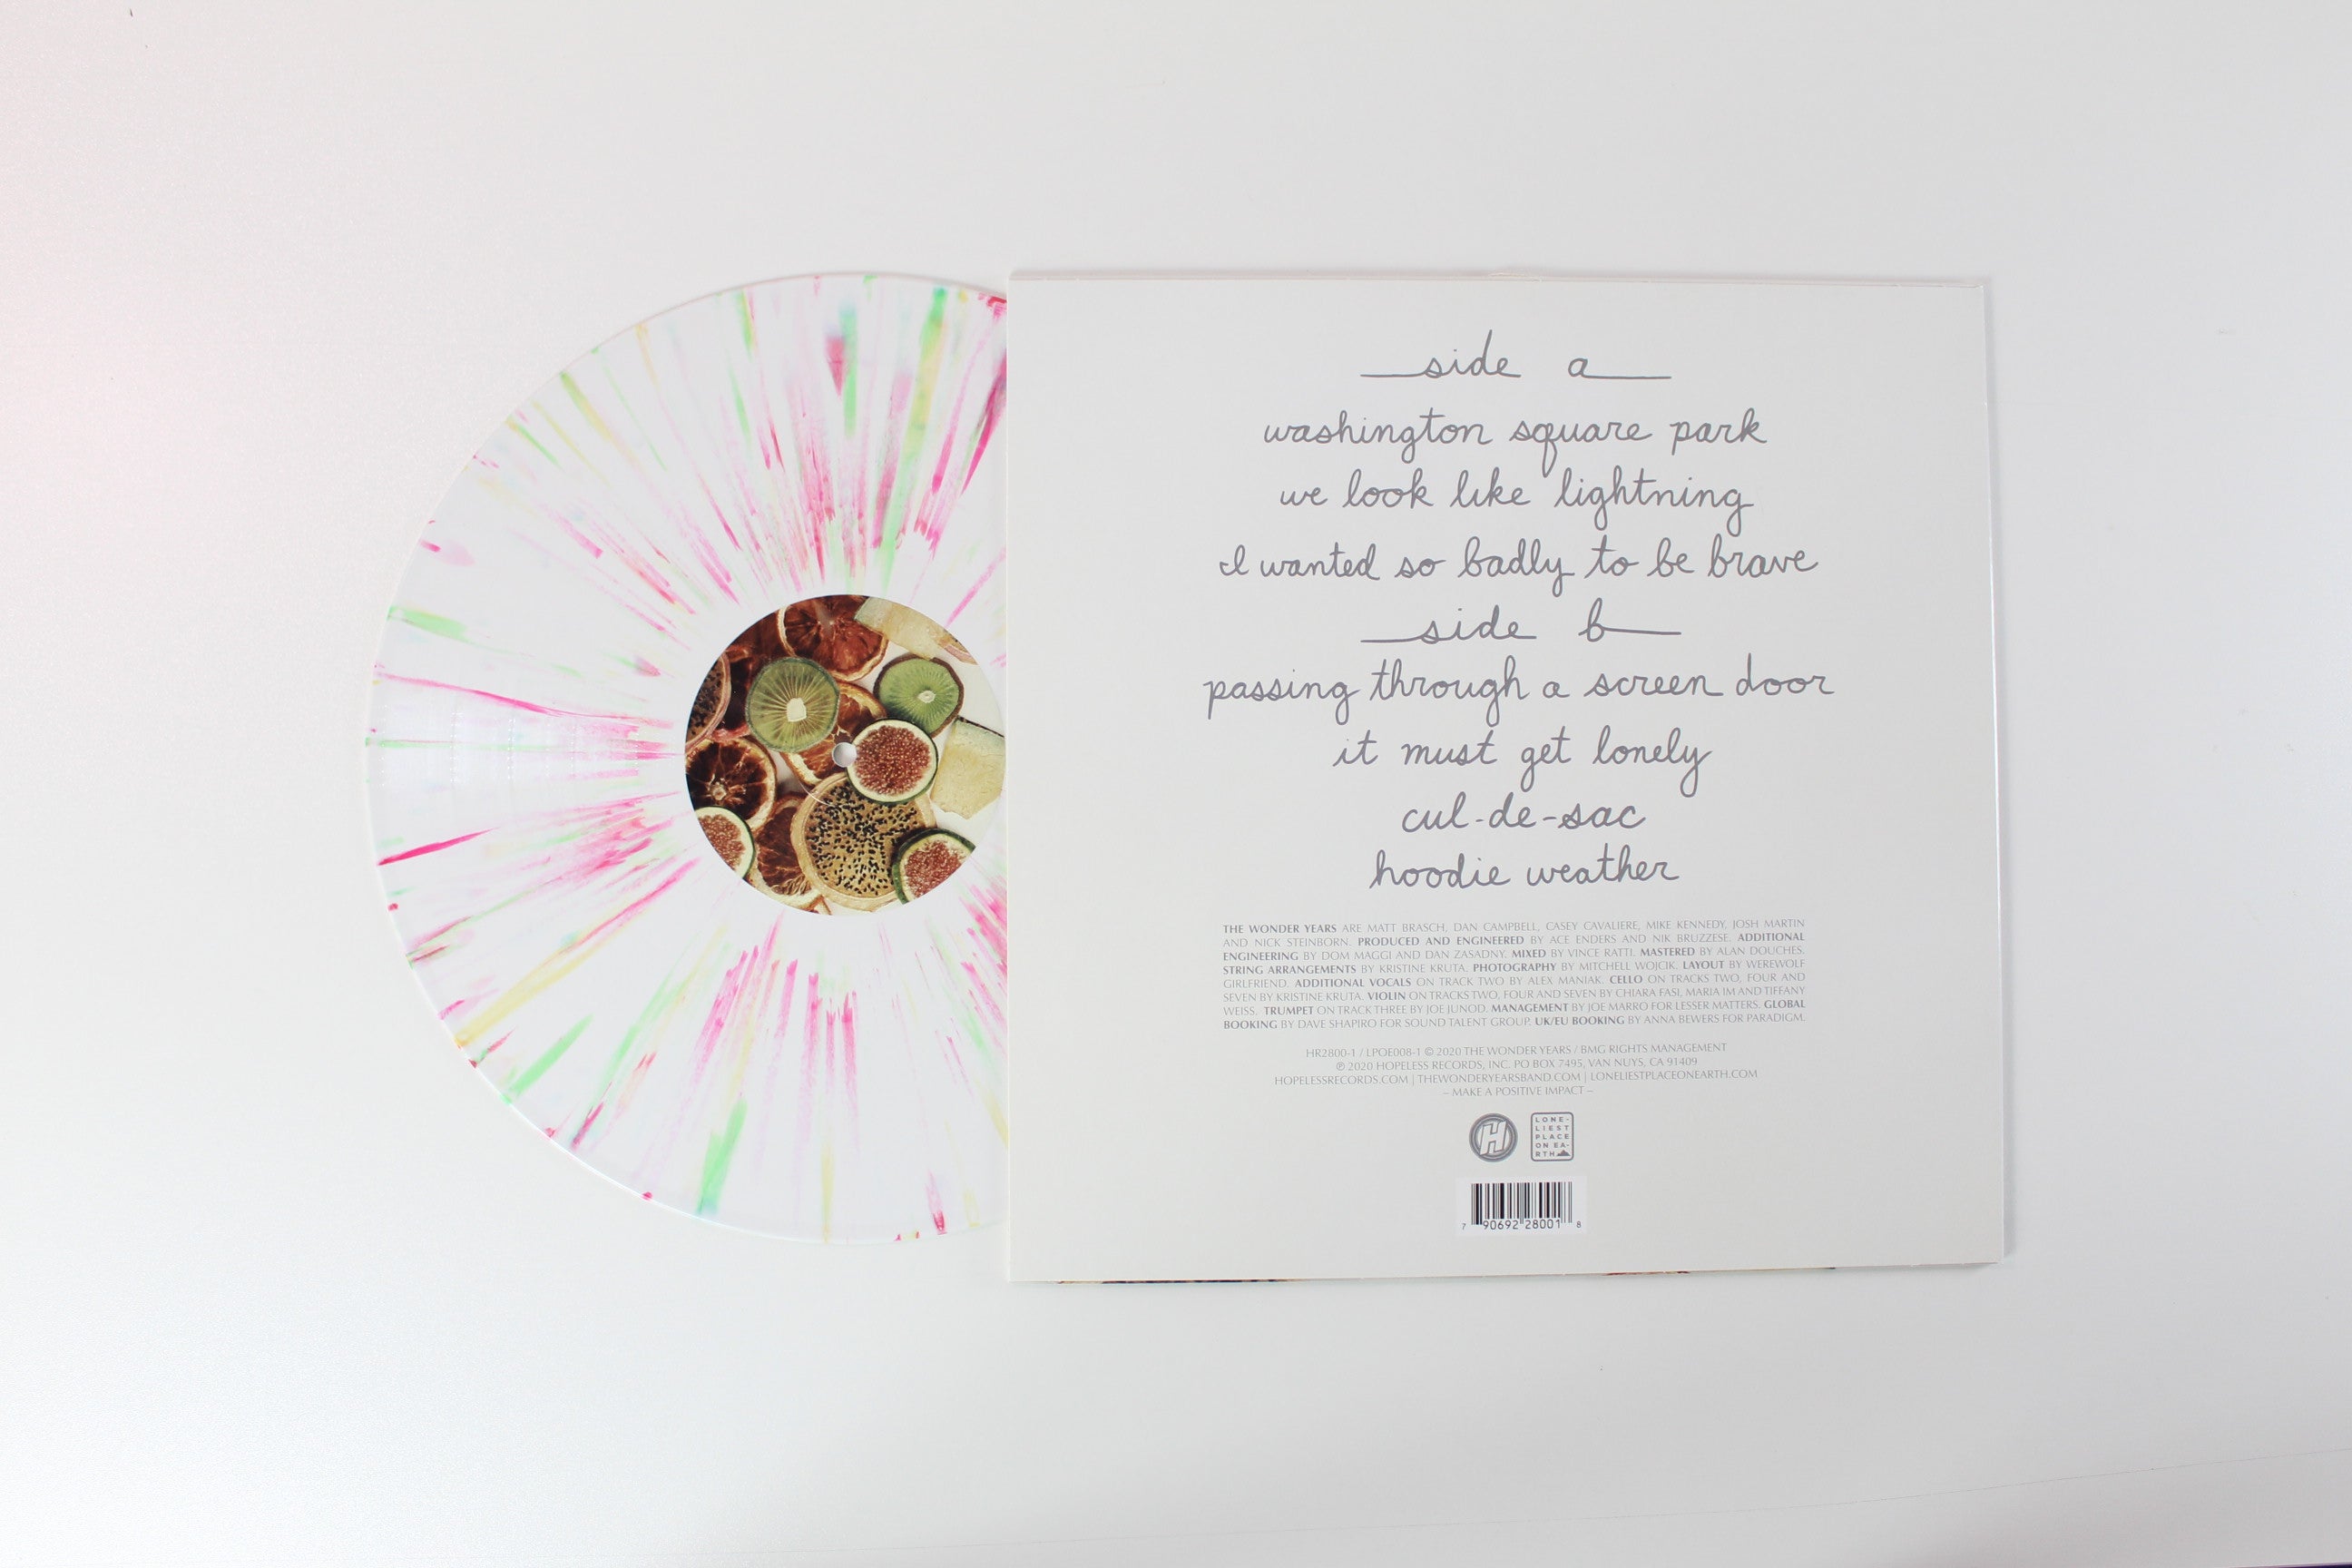 side a
washington square park
we look like lightning
I wanted so badly to be brave
side b
passing through a screen door
it must get lonely
cul-de-sac
hoodie weather
THE WONDER YEARS ARE MATT BRASCH, DAN CAMPBELL, CASEY CAVALIERE, MIKE KENNEDY, JOSH MARTIN
AND NICK STEINBORN. PRODUCED AND ENGINEERED BY ACE ENDERS AND NIK BRUZZESE. ADDITIONAL
ENGINEERING BY DOM MAGGI AND DAN ZASADNY. MIXED BY VINCE RATTI. MASTERED BY ALAN DOUCHES.
STRING ARRANGEMENTS BY KRISTINE KRUTA. PHOTOGRAPHY BY MITCHELL WOJCIK. LAYOUT BY WEREWOLF
GIRLFRIEND. ADDITIONAL VOCALS ON TRACK TWO BY ALEX MANIAK. CELLO ON TRACKS TWO, FOUR AND
SEVEN BY KRISTINE KRUTA. VIOLIN ON TRACKS TWO, FOUR AND SEVEN BY CHIARA FASI, MARIA IM AND TIFFANY
WEISS. TRUMPET ON TRACK THREE BY JOE JUNOD. MANAGEMENT BY JOE MARRO FOR LESSER MATTERS. GLOBAL
BOOKING BY DAVE SHAPIRO FOR SOUND TALENT GROUP. UK/EU BOOKING BY ANNA BEWERS FOR PARADIGM.
HR2800-1 / LPOE008-1 © 2020 THE WONDER YEARS / BMG RIGHTS MANAGEMENT
℗ 2020 HOPELESS RECORDS, INC. PO BOX 7495, VAN NUYS, CA 91409
HOPELESSRECORDS.COM | THEWONDERYEARSBAND.COM | LONELIESTPLACEONEARTH.COM
– MAKE A POSITIVE IMPACT –
H
LONE-
LIEST
PLACE
ON EA-
RTH
7 90692 28001 8